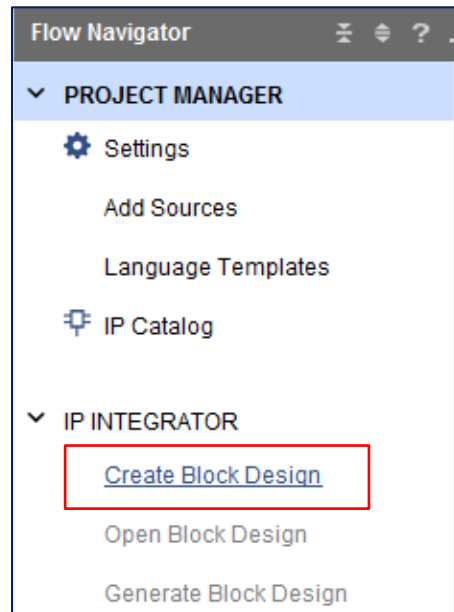 Flow Navigator ?
PROJECT MANAGER
Settings
Add Sources
Language Templates
IP Catalog
IP INTEGRATOR
Create Block Design
Open Block Design
Generate Block Design